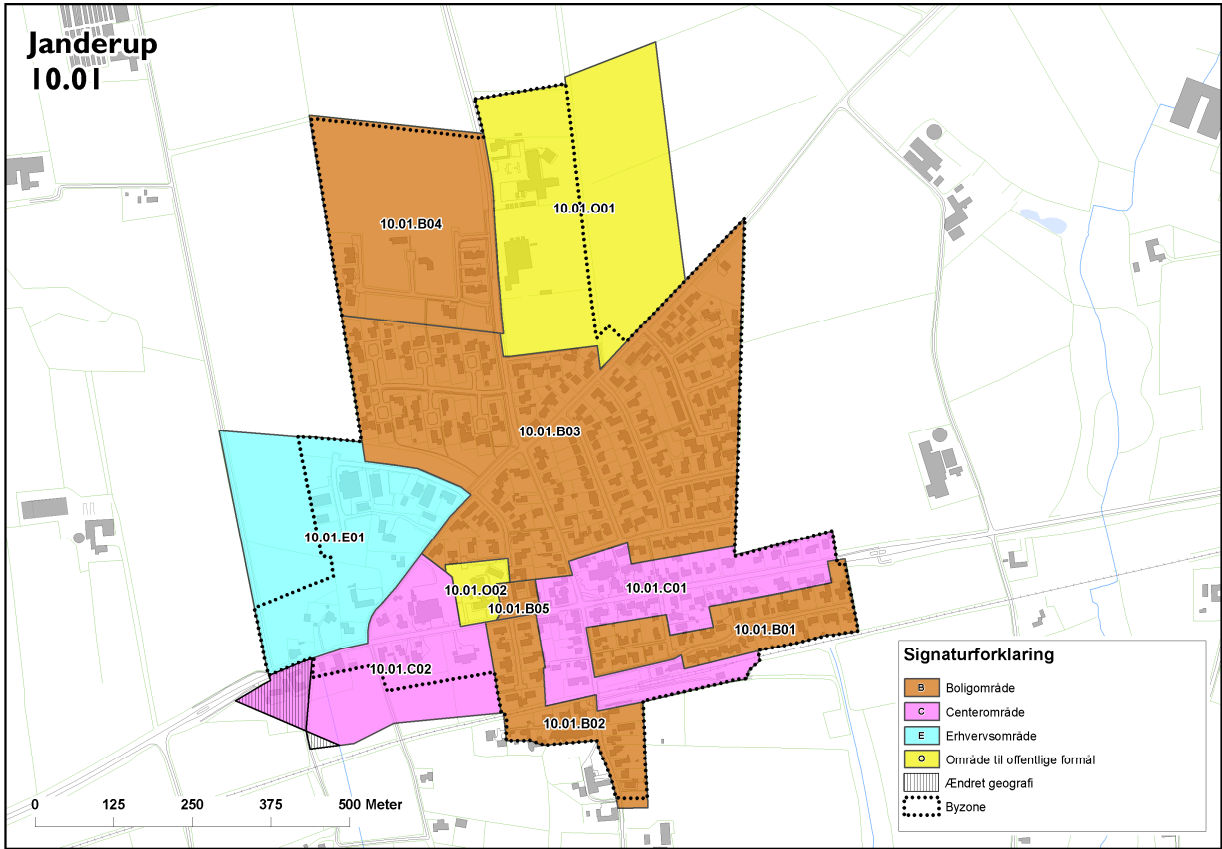 Janderup
10.01
10.01.O01
10.01.B04
10.01.B03
10.01.E01
10.01.O02
10.01.C01
10.01.B05
10.01.B01
10.01.C02
10.01.B02
Signaturforklaring
B Boligområde
C Centerområde
E Erhvervsområde
O Område til offentlige formål
Ændret geografi
Byzone
0 125 250 375 500 Meter